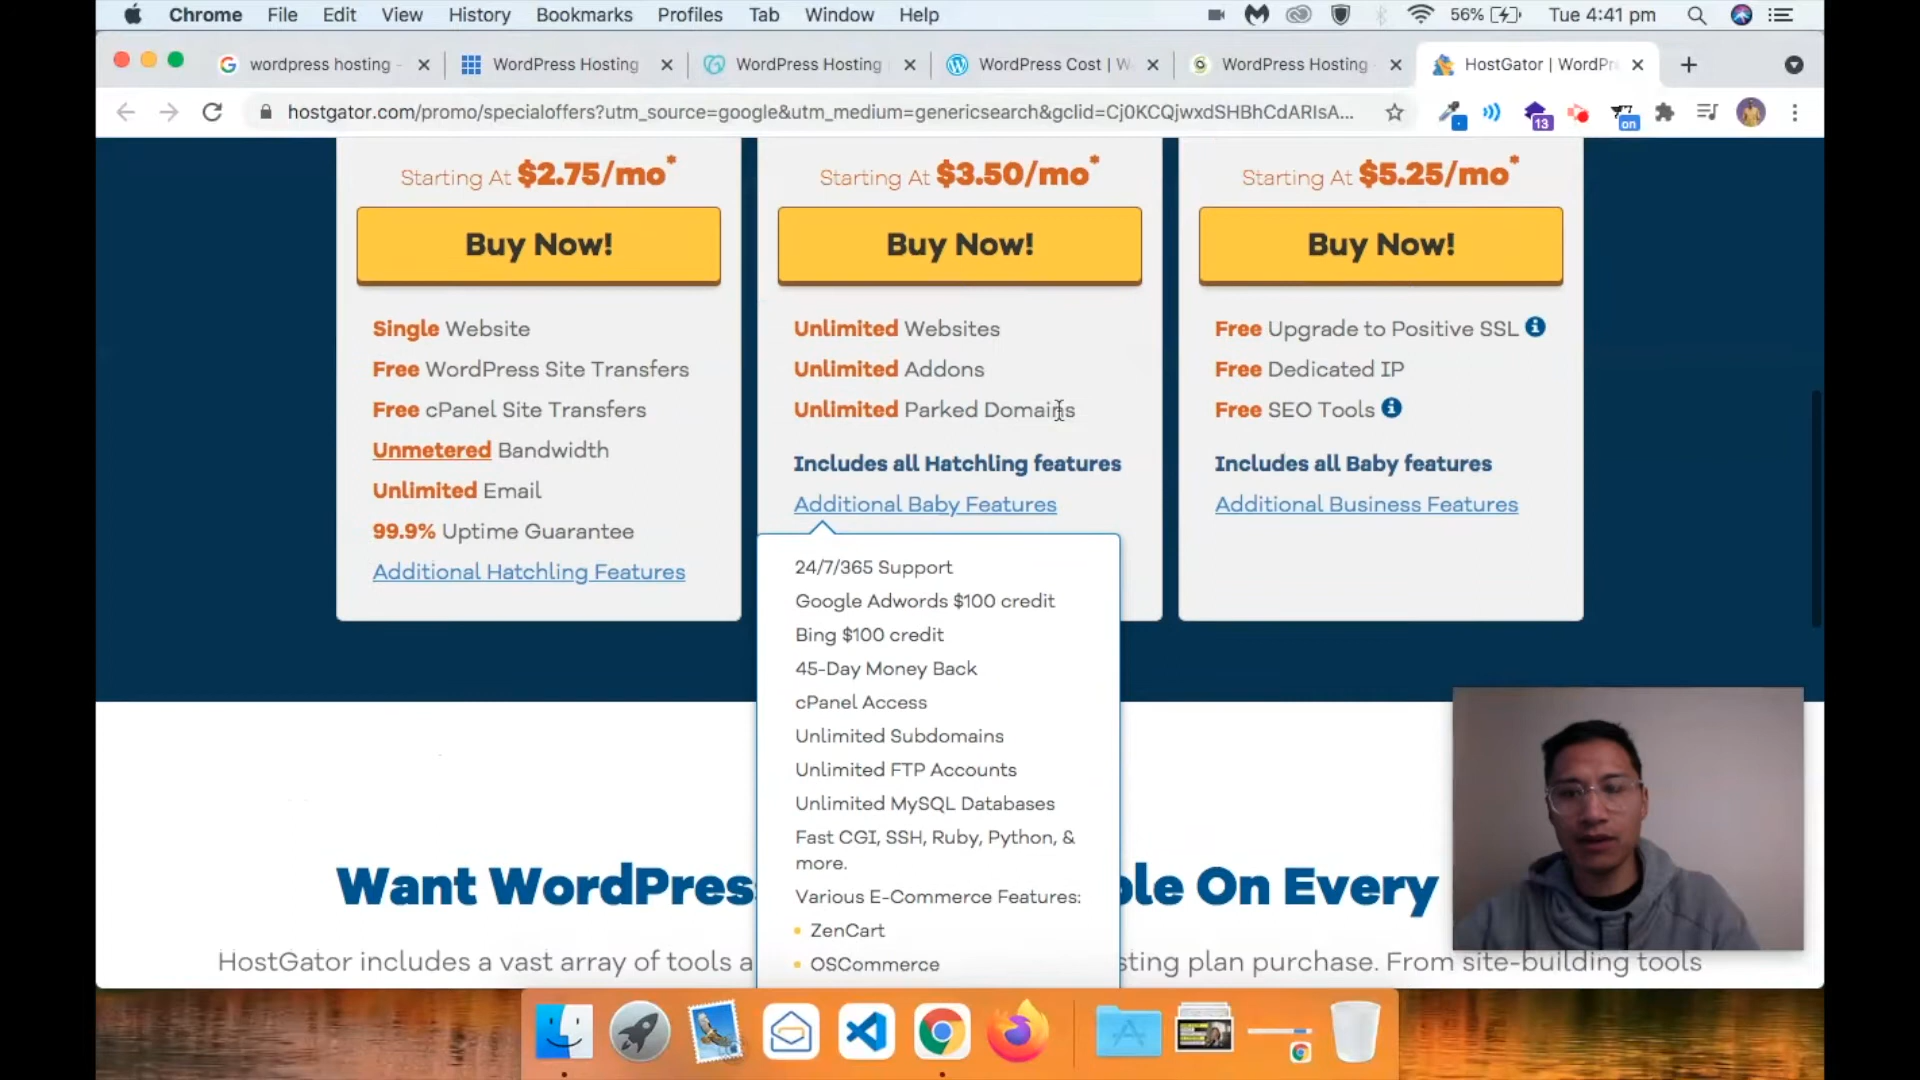 Chrome File Edit View History Bookmarks Profiles Tab Window Help 56% Tue 4:41 pm
wordpress hosting - WordPress Hosting WordPress Hosting WordPress Cost | W WordPress Hosting - HostGator | WordPr
hostgator.com/promo/specialoffers?utm_source=google&utm_medium=genericsearch&gclid=Cj0KCQjwxdSHBhCdARIsA... 13 on
Starting At $2.75/mo*
Buy Now!
Single Website
Free WordPress Site Transfers
Free cPanel Site Transfers
Unmetered Bandwidth
Unlimited Email
99.9% Uptime Guarantee
Additional Hatchling Features
Starting At $3.50/mo*
Buy Now!
Unlimited Websites
Unlimited Addons
Unlimited Parked Domains
Includes all Hatchling features
Additional Baby Features
24/7/365 Support
Google Adwords $100 credit
Bing $100 credit
45-Day Money Back
cPanel Access
Unlimited Subdomains
Unlimited FTP Accounts
Unlimited MySQL Databases
Fast CGI, SSH, Ruby, Python, &
more.
Various E-Commerce Features:
ZenCart
OSCommerce
Starting At $5.25/mo*
Buy Now!
Free Upgrade to Positive SSL
Free Dedicated IP
Free SEO Tools
Includes all Baby features
Additional Business Features
Want WordPres ble On Every
HostGator includes a vast array of tools a sting plan purchase. From site-building tools